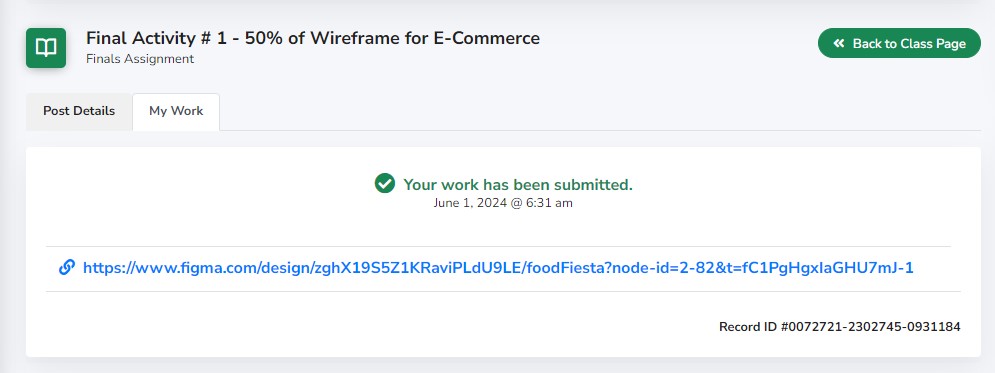 Final Activity # 1 - 50% of Wireframe for E-Commerce
Finals Assignment
Back to Class Page
Post Details
My Work
Your work has been submitted.
June 1, 2024 @ 6:31 am
https://www.figma.com/design/zghX19S5Z1KRaviPLdU9LE/foodFiesta?node-id=2-82&t=fC1PgHgxIaGHU7mJ-1
Record ID #0072721-2302745-0931184